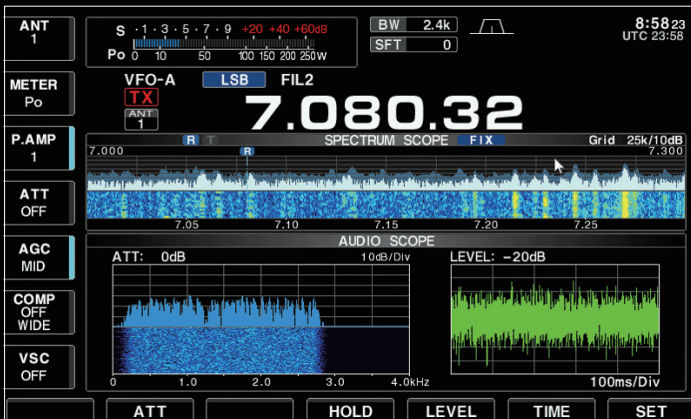 ANT
1
METER
Po
P.AMP
1
ATT
OFF
AGC
MID
COMP
OFF
WIDE
VSC
OFF
S ·1·3·5·7·9 +20 +40 +60dB
Po 0 10 50 100 150 200 250W
BW 2.4k
SFT 0
8:58 23
UTC 23:58
VFO-A LSB FIL2
TX
ANT
1
7.080.32
R T SPECTRUM SCOPE FIX Grid 25k/10dB
7.000 R 7.300
7.05 7.10 7.15 7.20 7.25
AUDIO SCOPE
ATT: 0dB 10dB/Div LEVEL: -20dB
0 1.0 2.0 3.0 4.0kHz 100ms/Div
ATT HOLD LEVEL TIME SET